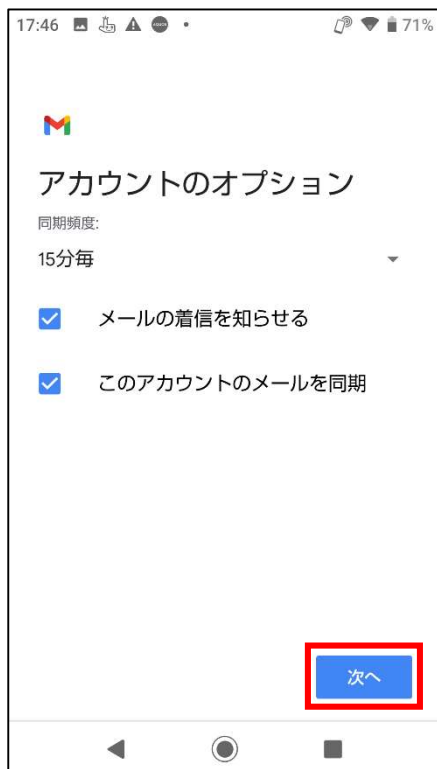 17:46
71%
アカウントのオプション
同期頻度:
15分毎
メールの着信を知らせる
このアカウントのメールを同期
次へ